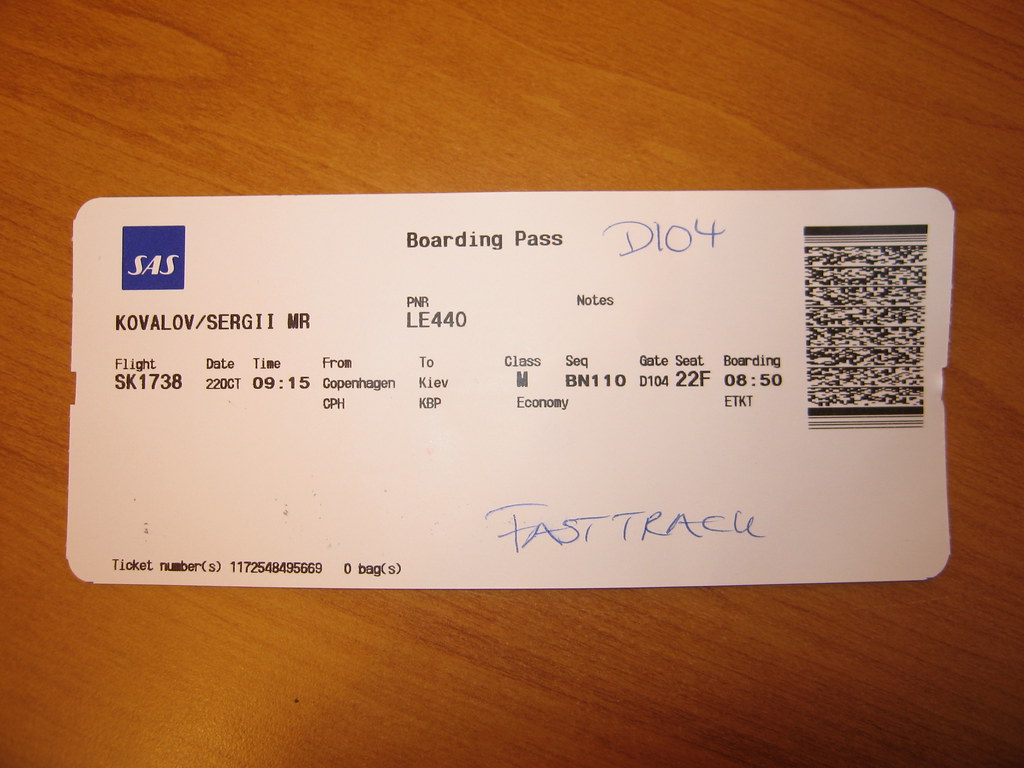 Boarding Pass D104
SAS
PNR Notes
KOVALOV/SERGII MR LE440
Flight Date Time From To Class Seq Gate Seat Boarding
SK1738 22OCT 09:15 Copenhagen Kiev M BN110 D104 22F 08:50
CPH KBP Economy ETKT
FAST TRACK
Ticket number(s) 1172548495669 0 bag(s)